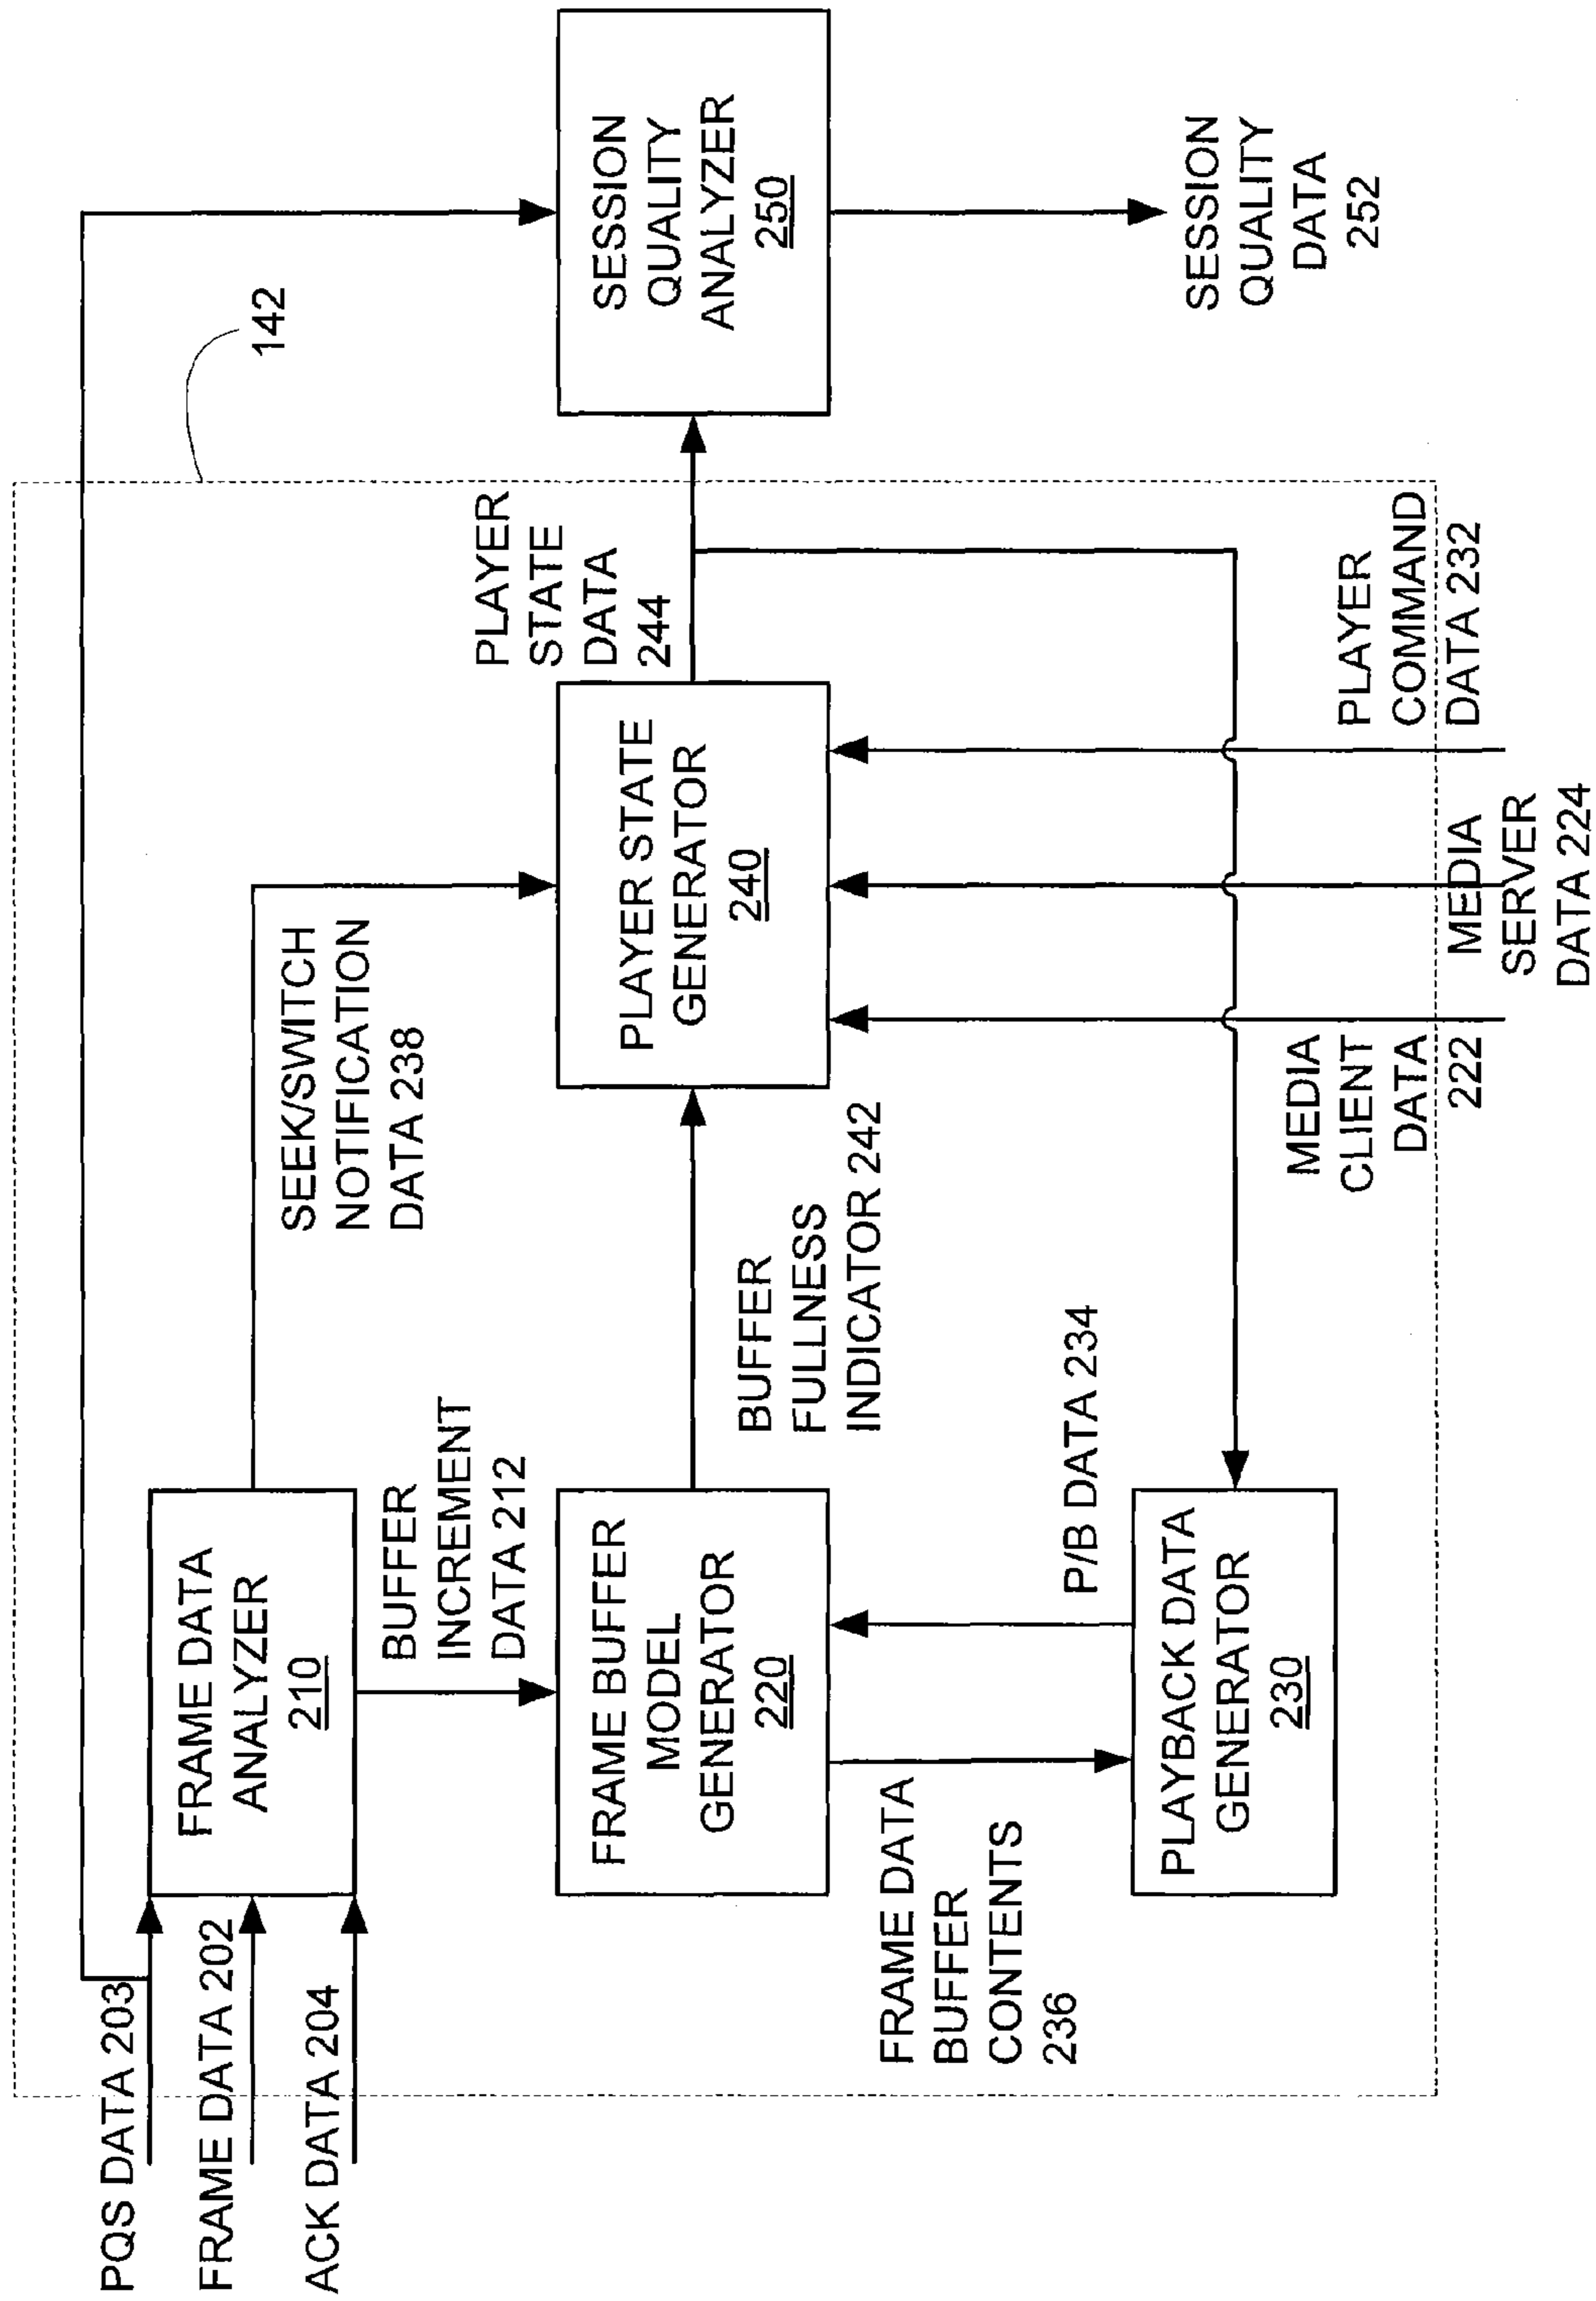 PQS DATA 203
FRAME DATA 202
ACK DATA 204
FRAME DATA
ANALYZER
210
142
SEEK/SWITCH
NOTIFICATION
DATA 238
BUFFER
INCREMENT
DATA 212
FRAME BUFFER
MODEL
GENERATOR
220
BUFFER
FULLNESS
INDICATOR 242
PLAYER STATE
GENERATOR
240
PLAYER
STATE
DATA
244
SESSION
QUALITY
ANALYZER
250
FRAME DATA
BUFFER
CONTENTS
236
P/B DATA 234
PLAYBACK DATA
GENERATOR
230
MEDIA
CLIENT
DATA
222
MEDIA
SERVER
DATA 224
PLAYER
COMMAND
DATA 232
SESSION
QUALITY
DATA
252